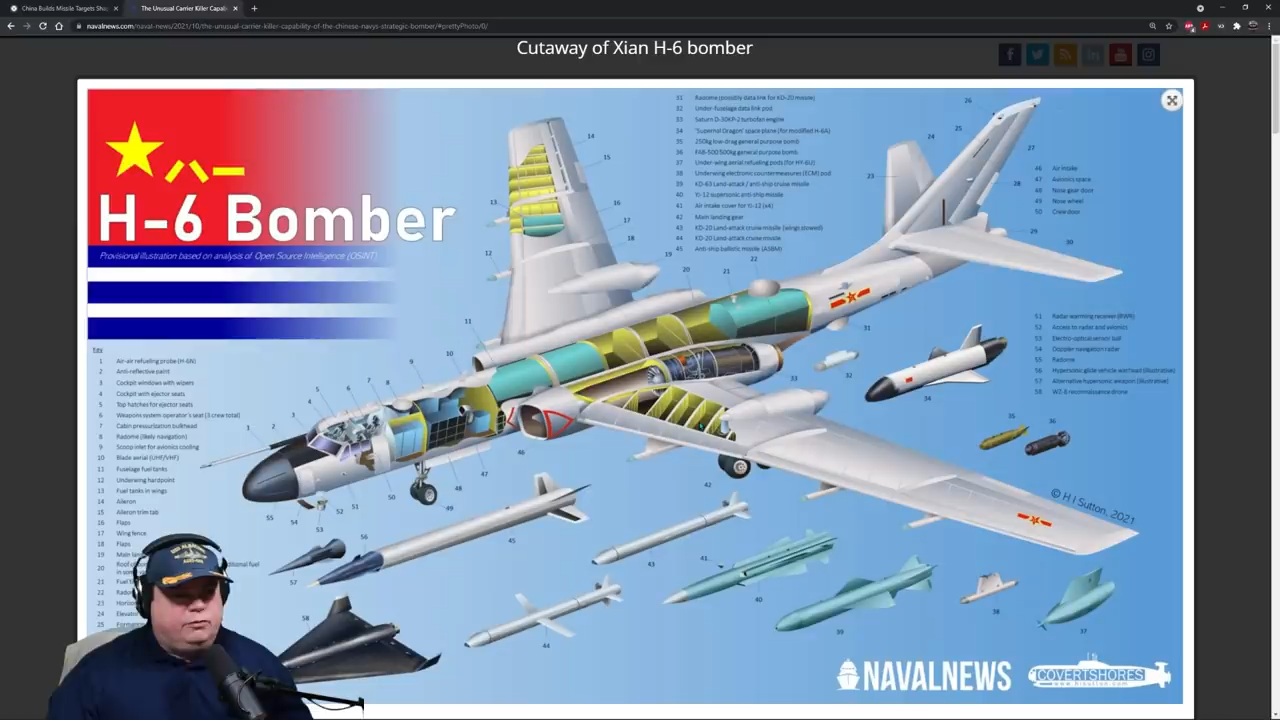 China Builds Missile Targets Sha
The Unusual Carrier Killer Capabi
navalnews.com/naval-news/2021/10/the-unusual-carrier-killer-capability-of-the-chinese-navys-strategic-bomber/#prettyPhoto/0/
Cutaway of Xian H-6 bomber
H-6 Bomber
Provisional illustration based on analysis of Open Source Intelligence (OSINT)
Key
1 Air-air refueling probe (H-6N)
2 Anti-reflective paint
3 Cockpit windows with wipers
4 Cockpit with ejector seats
5 Top hatches for ejector seats
6 Weapons system operator's seat (3 crew total)
7 Cabin pressurization bulkhead
8 Radome (likely navigation)
9 Scoop inlet for avionics cooling
10 Blade aerial (UHF/VHF)
11 Fuselage fuel tanks
12 Underwing hardpoint
13 Fuel tanks in wings
14 Aileron
15 Aileron trim tab
16 Flaps
17 Wing fence
18 Flaps
19 Main
20
21
22
23
24 Elevator
25
31 Radome (possibly data link for KD-20 missile)
32 Under-fuselage data link pod
33 Saturn D-30KP-2 turbofan engine
34 'Supernal Dragon' space plane (for modified H-6A)
35 250kg low-drag general purpose bomb
36 FAB-500 500kg general purpose bomb
37 Under-wing aerial refueling pods (for HY-6U)
38 Underwing electronic countermeasures (ECM) pod
39 KD-63 Land-attack / anti-ship cruise missile
40 YJ-12 supersonic anti-ship missile
41 Air intake cover for YJ-12 (x4)
42 Main landing gear
43 KD-20 Land-attack cruise missile (wings stowed)
44 KD-20 Land-attack cruise missile
45 Anti-ship ballistic missile (ASBM)
46 Air intake
47 Avionics space
48 Nose gear door
49 Nose wheel
50 Crew door
51 Radar warning receiver (RWR)
52 Access to radar and avionics
53 Electro-optical sensor ball
54 Doppler navigation radar
55 Radome
56 Hypersonic glide vehicle warhead (illustrative)
57 Alternative hypersonic weapon (illustrative)
58 WZ-8 reconnaissance drone
© H I Sutton, 2021
NAVALNEWS
COVERTSHORES
www.hisutton.com